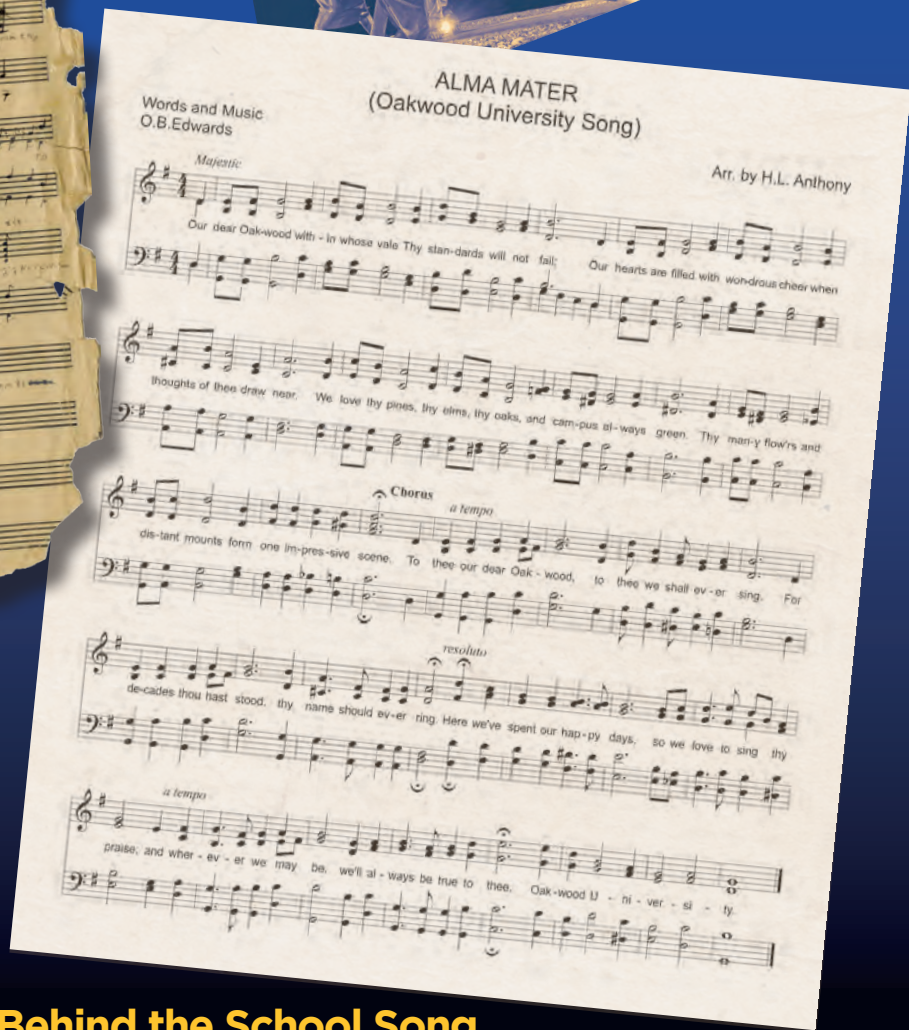 ALMA MATER
(Oakwood University Song)
Words and Music
O.B.Edwards
Arr. by H.L. Anthony
Majestic
Our dear Oak-wood with - in whose vale Thy stan-dards will not fail; Our hearts are filled with wondrous cheer when
thoughts of thee draw near. We love thy pines, thy elms, thy oaks, and cam-pus al-ways green. Thy man-y flow'rs and
Chorus
a tempo
dis-tant mounts form one im-pres-sive scene. To thee our dear Oak - wood, to thee we shall ev - er sing. For
resoluto
de-cades thou hast stood, thy name should ev-er ring. Here we've spent our hap-py days, so we love to sing thy
a tempo
praise; and wher - ev - er we may be, we'll al - ways be true to thee. Oak-wood U - ni - ver - si - ty.
Behind the School Song